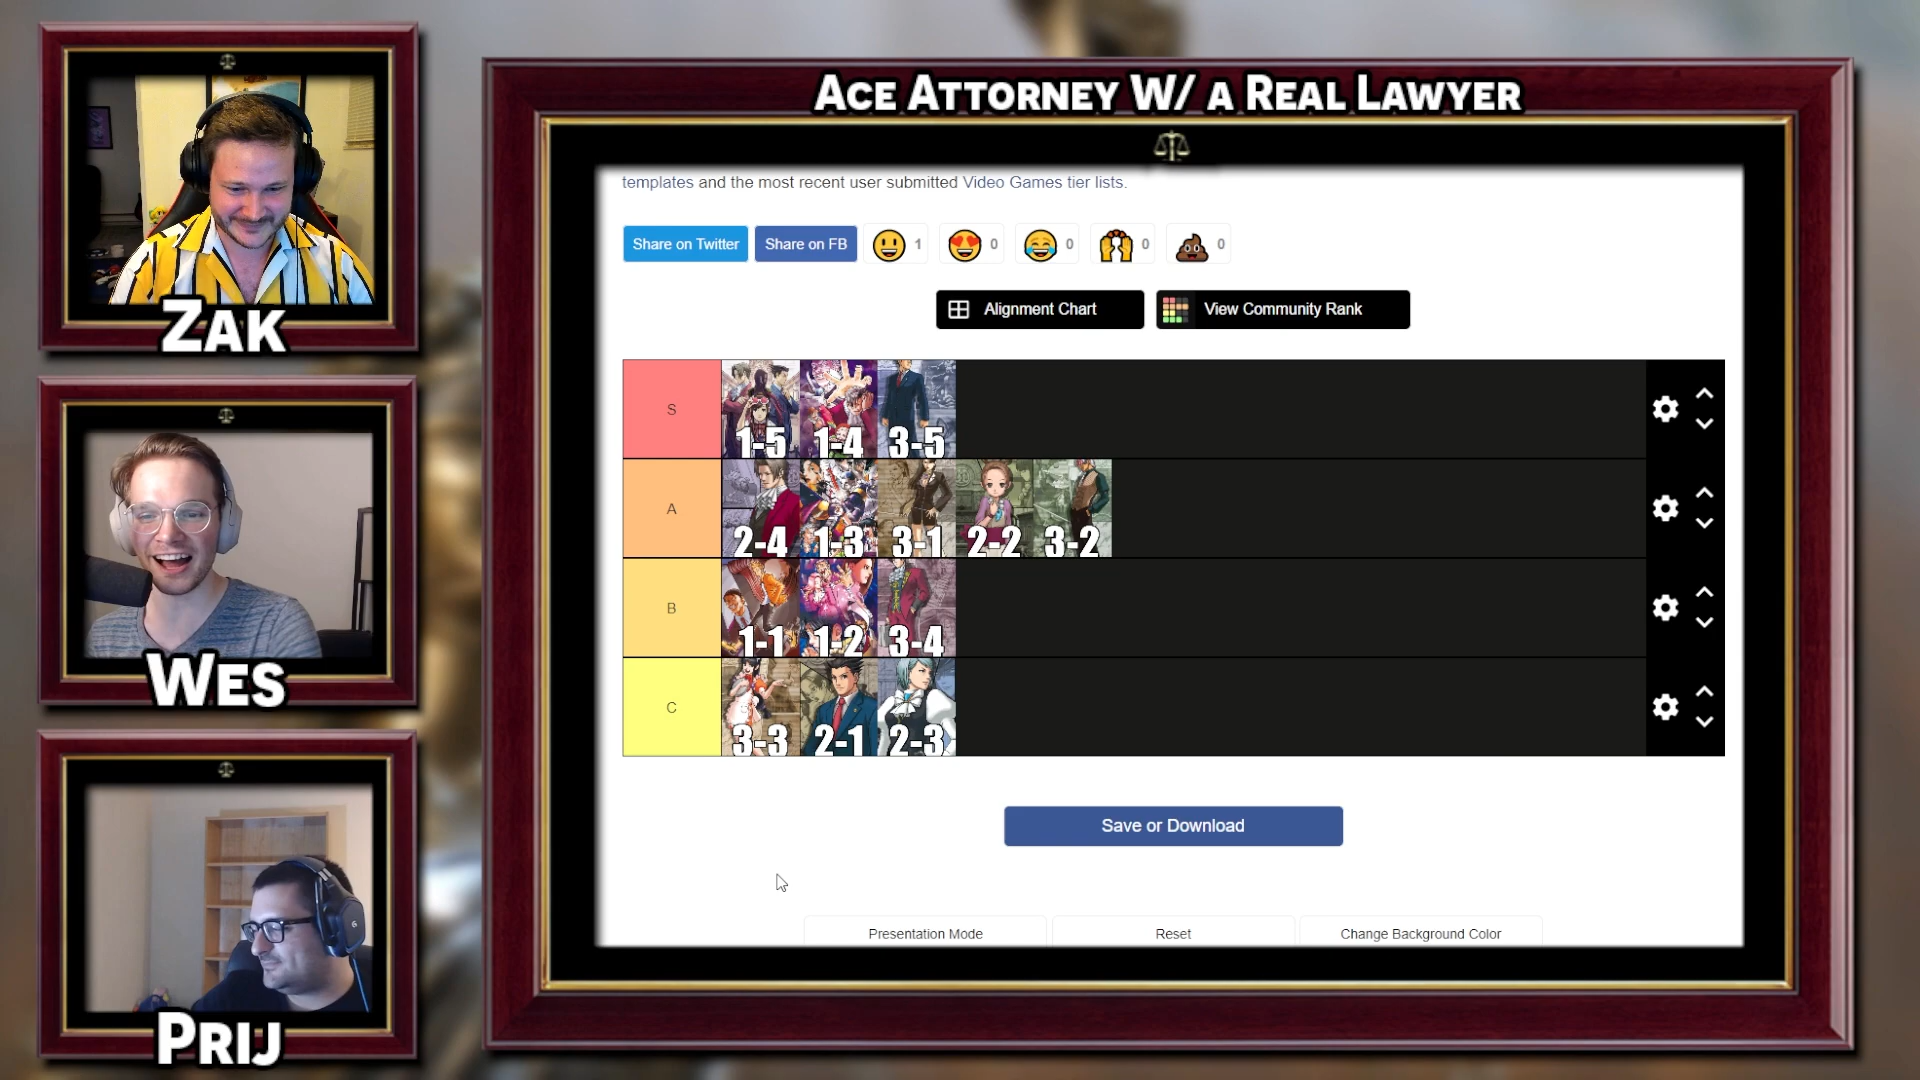 ACE ATTORNEY W/ A REAL LAWYER
ZAK
WES
PRIJ
templates and the most recent user submitted Video Games tier lists.
Share on Twitter Share on FB 1 0 0 0 0
Alignment Chart View Community Rank
S 1-5 1-4 3-5
A 2-4 1-3 3-1 2-2 3-2
B 1-1 1-2 3-4
C 3-3 2-1 2-3
Save or Download
Presentation Mode Reset Change Background Color